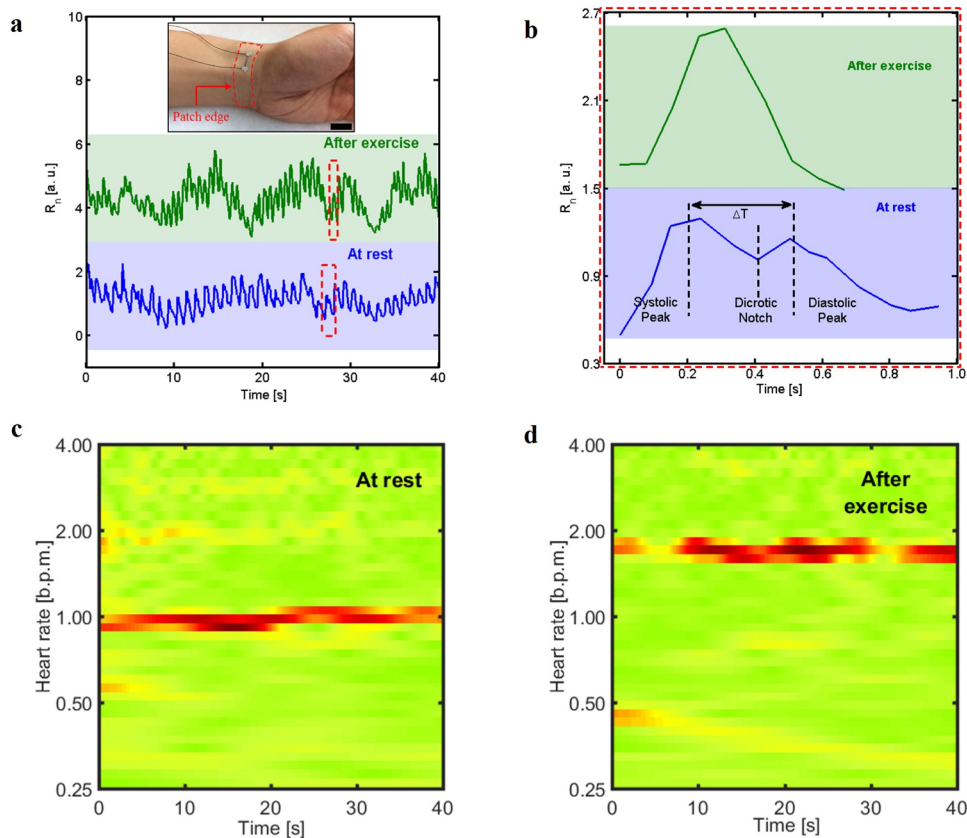 a
10
8
6
4
2
0
R_n [a. u.]
Patch edge
After exercise
At rest
0
10
20
30
40
Time [s]
b
2.7
2.1
1.5
0.9
0.3
R_n [a. u.]
After exercise
At rest
△T
Systolic
Peak
Dicrotic
Notch
Diastolic
Peak
0
0.2
0.4
0.6
0.8
1.0
Time [s]
c
4.00
2.00
1.00
0.50
0.25
Heart rate [b.p.m.]
At rest
0
10
20
30
40
Time [s]
d
4.00
2.00
1.00
0.50
0.25
Heart rate [b.p.m.]
After
exercise
0
10
20
30
40
Time [s]